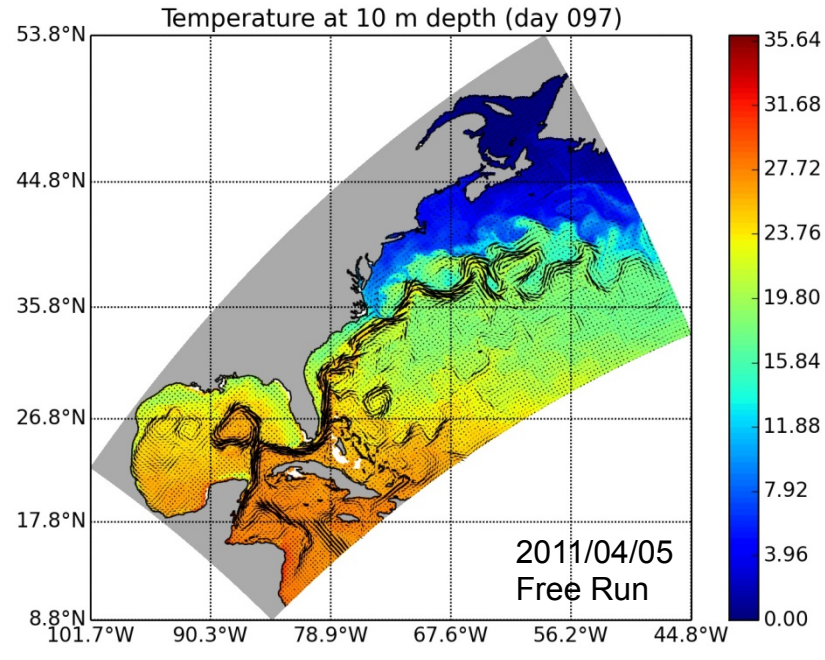 Temperature at 10 m depth (day 097)
53.8°N
44.8°N
35.8°N
26.8°N
17.8°N
8.8°N
101.7°W 90.3°W 78.9°W 67.6°W 56.2°W 44.8°W
2011/04/05
Free Run
35.64
31.68
27.72
23.76
19.80
15.84
11.88
7.92
3.96
0.00